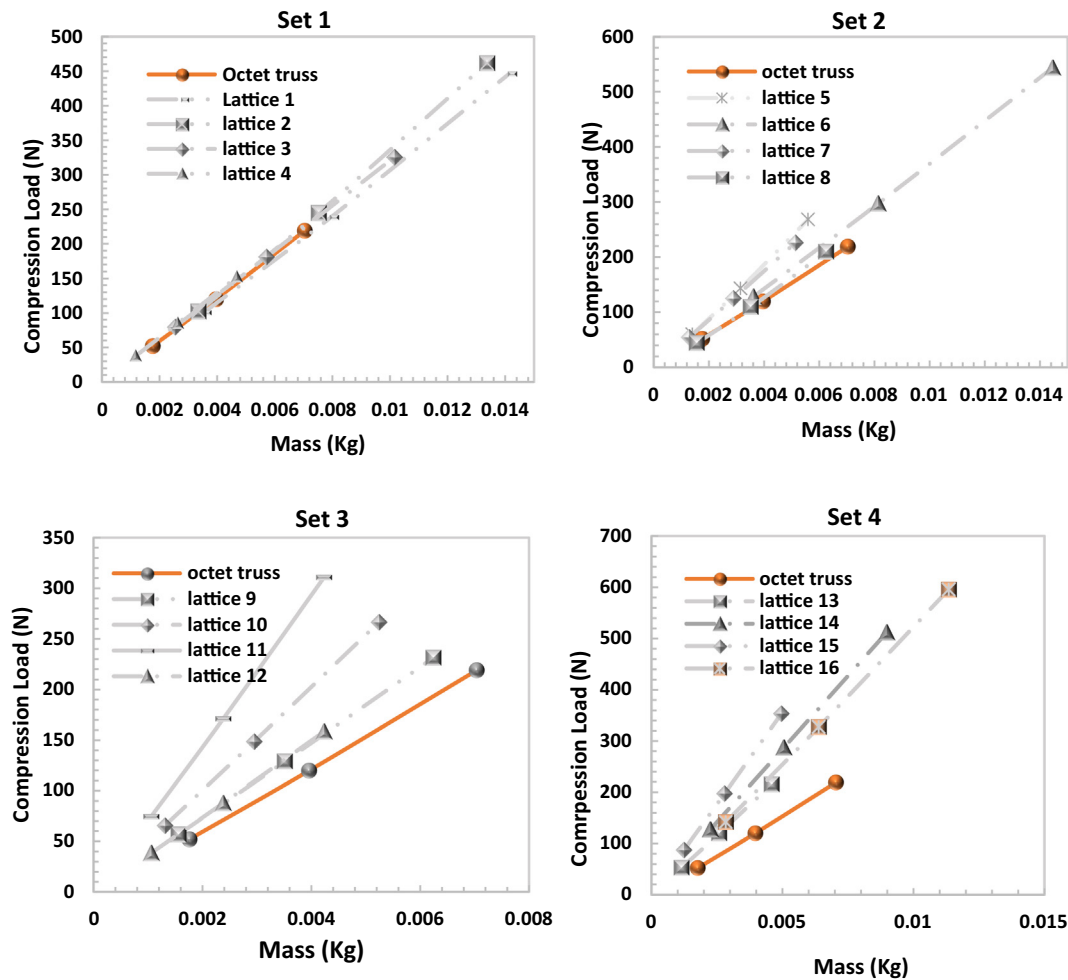 Set 1
Compression Load (N)
500
450
400
350
300
250
200
150
100
50
0
Octet truss
Lattice 1
lattice 2
lattice 3
lattice 4
0 0.002 0.004 0.006 0.008 0.01 0.012 0.014
Mass (Kg)
Set 2
Compression Load (N)
600
500
400
300
200
100
0
octet truss
lattice 5
lattice 6
lattice 7
lattice 8
0 0.002 0.004 0.006 0.008 0.01 0.012 0.014
Mass (Kg)
Set 3
Compression Load (N)
350
300
250
200
150
100
50
0
octet truss
lattice 9
lattice 10
lattice 11
lattice 12
0 0.002 0.004 0.006 0.008
Mass (Kg)
Set 4
Comrpession Load (N)
700
600
500
400
300
200
100
0
octet truss
lattice 13
lattice 14
lattice 15
lattice 16
0 0.005 0.01 0.015
Mass (Kg)